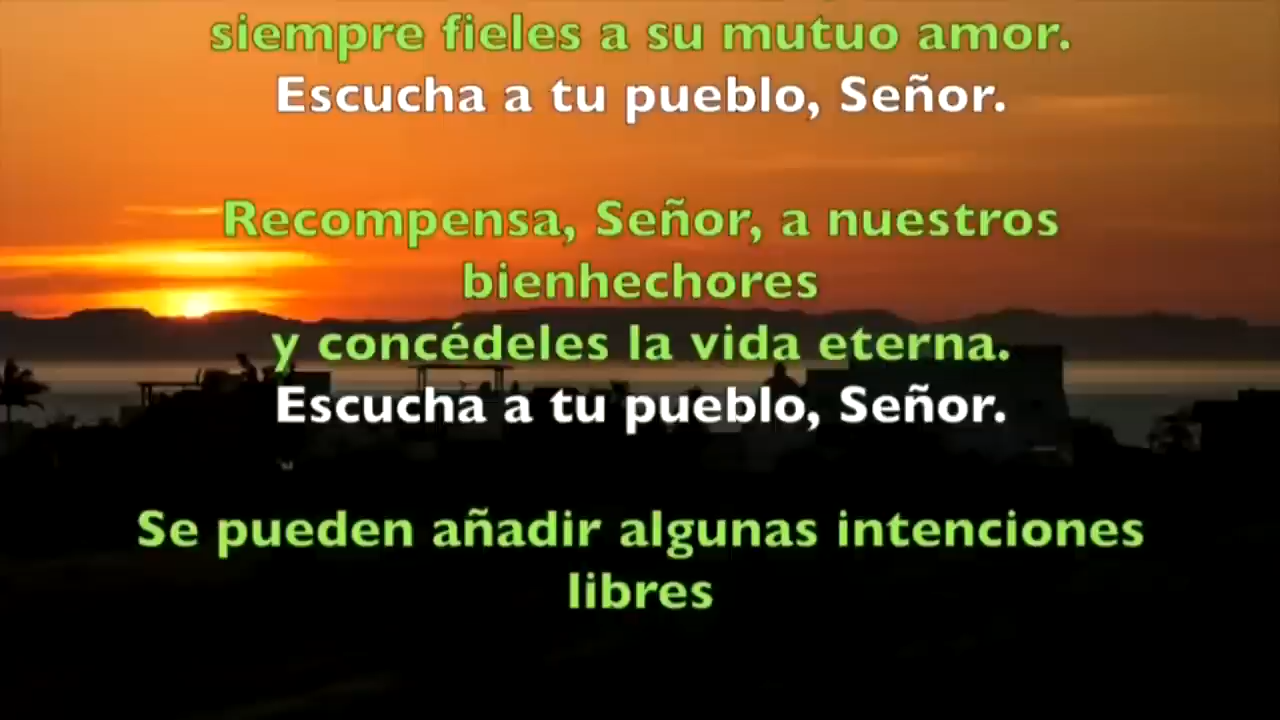 siempre fieles a su mutuo amor.
Escucha a tu pueblo, Señor.
Recompensa, Señor, a nuestros
bienhechores
y concédeles la vida eterna.
Escucha a tu pueblo, Señor.
Se pueden añadir algunas intenciones
libres